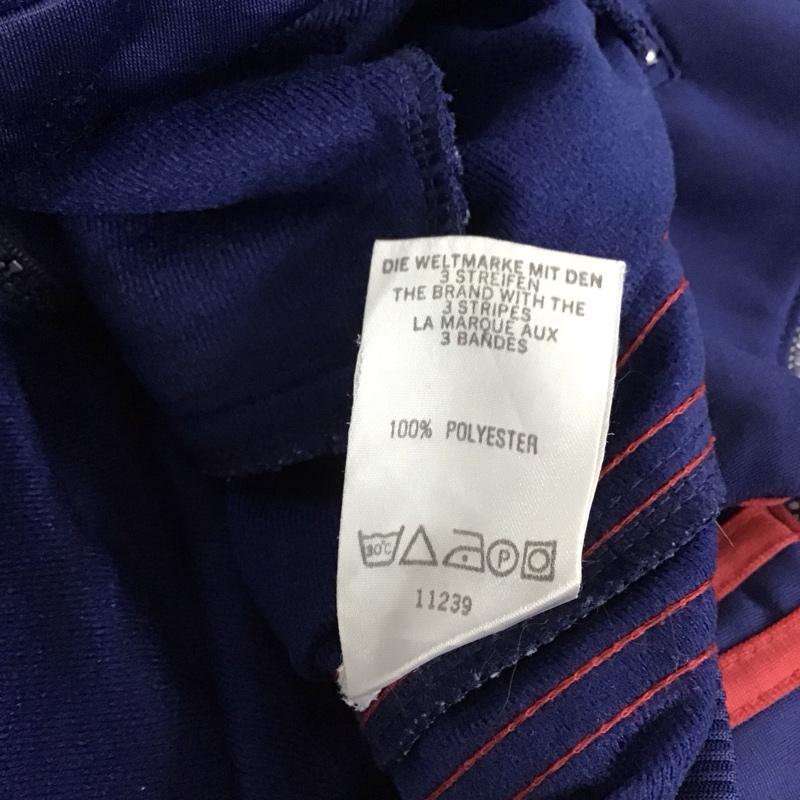 DIE WELTMARKE MIT DEN
3 STREIFEN
THE BRAND WITH THE
3 STRIPES
LA MARQUE AUX
3 BANDES
100% POLYESTER
30°C P
11239